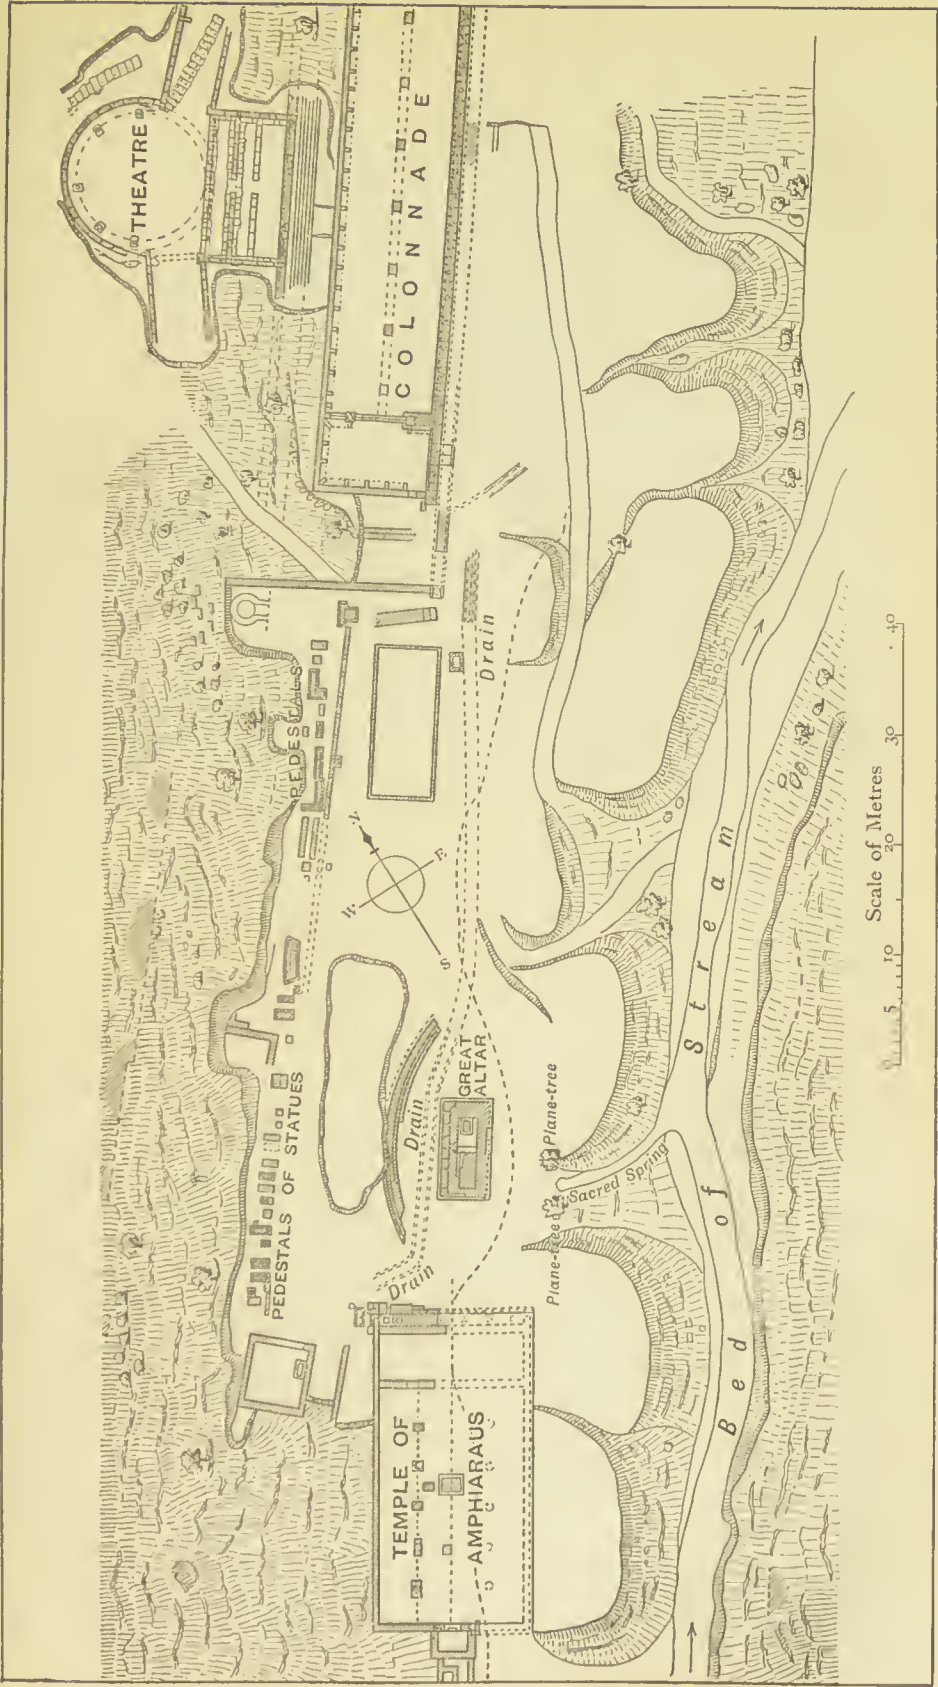 THEATRE
COLONNADE
PEDESTALS
Drain
N
W
E
S
PEDESTALS OF STATUES
Drain
GREAT
ALTAR
Drain
Plane-tree
Plane-tree
Sacred Spring
TEMPLE OF
AMPHIARAUS
Bed of Stream
5 10 20 30 40
Scale of Metres